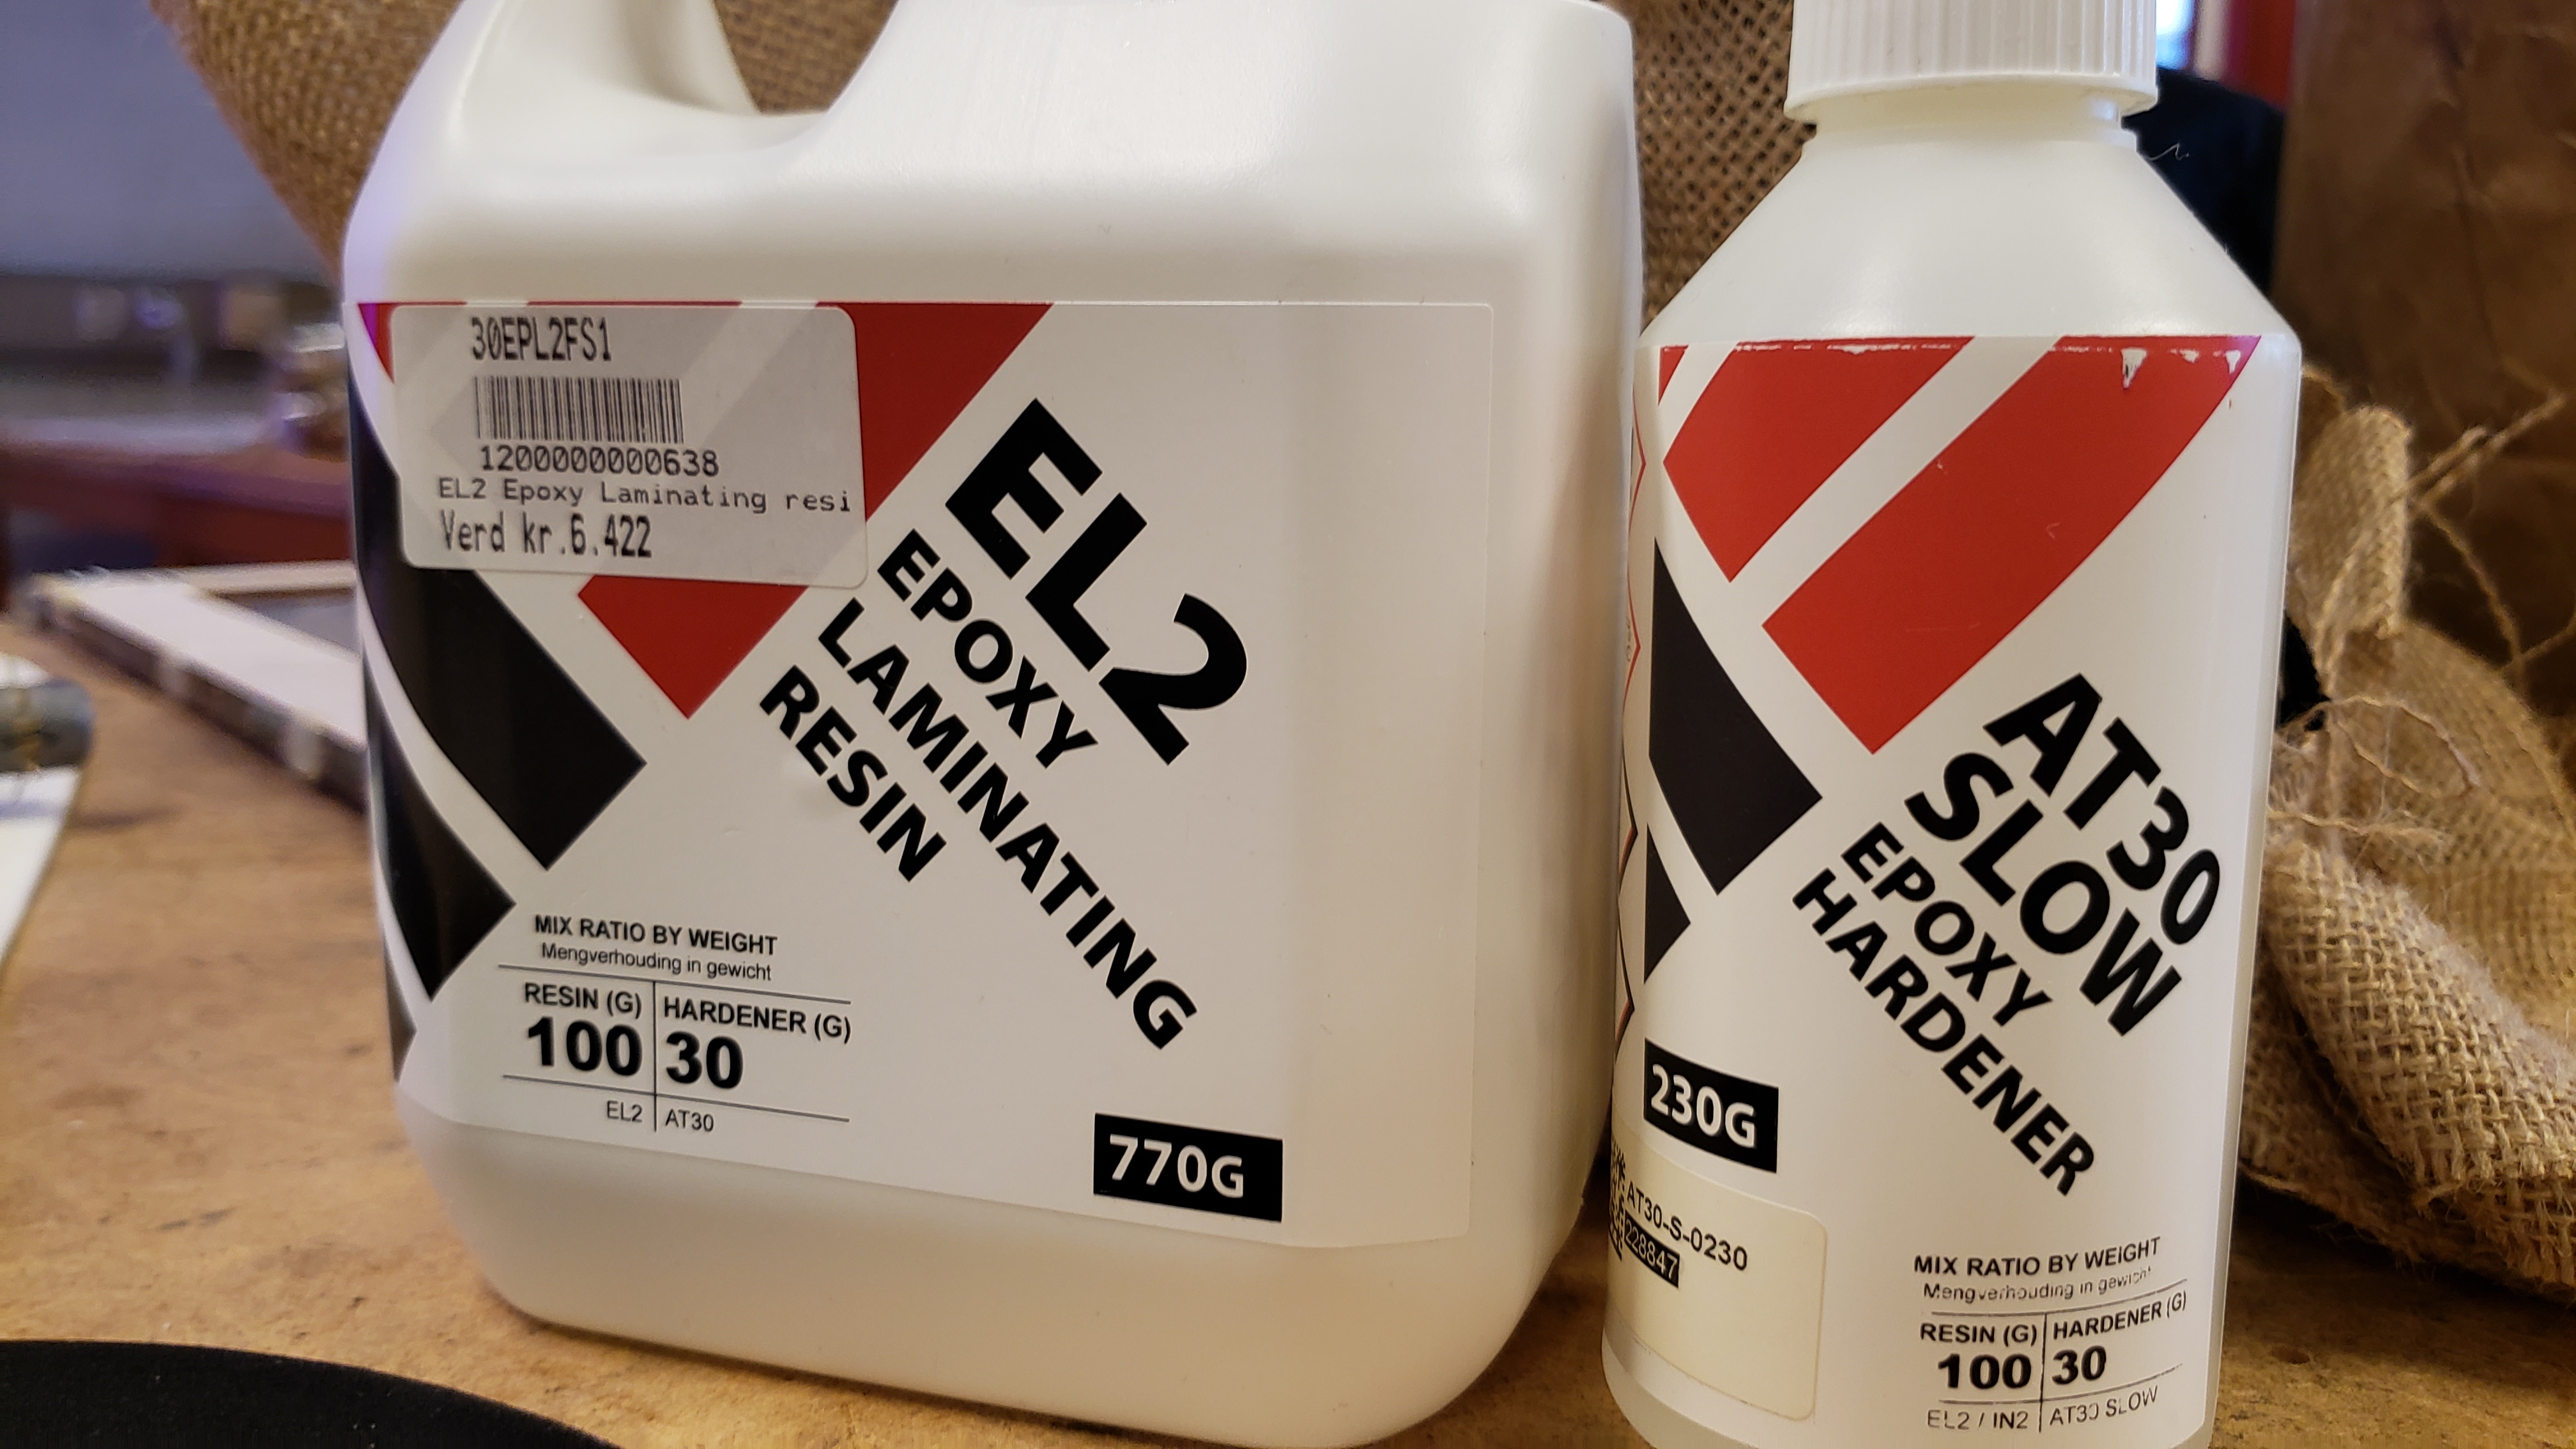 30EPL2FS1
1200000000638
EL2 Epoxy Laminating resi
Verd kr.6.422
EL2
EPOXY
LAMINATING
RESIN
MIX RATIO BY WEIGHT
Mengverhouding in gewicht
RESIN (G) HARDENER (G)
100 30
EL2 AT30
770G
AT30
SLOW
EPOXY
HARDENER
230G
AT30-S-0230
228847
MIX RATIO BY WEIGHT
Mengverhouding in gewicht
RESIN (G) HARDENER (G)
100 30
EL2 / IN2 AT30 SLOW